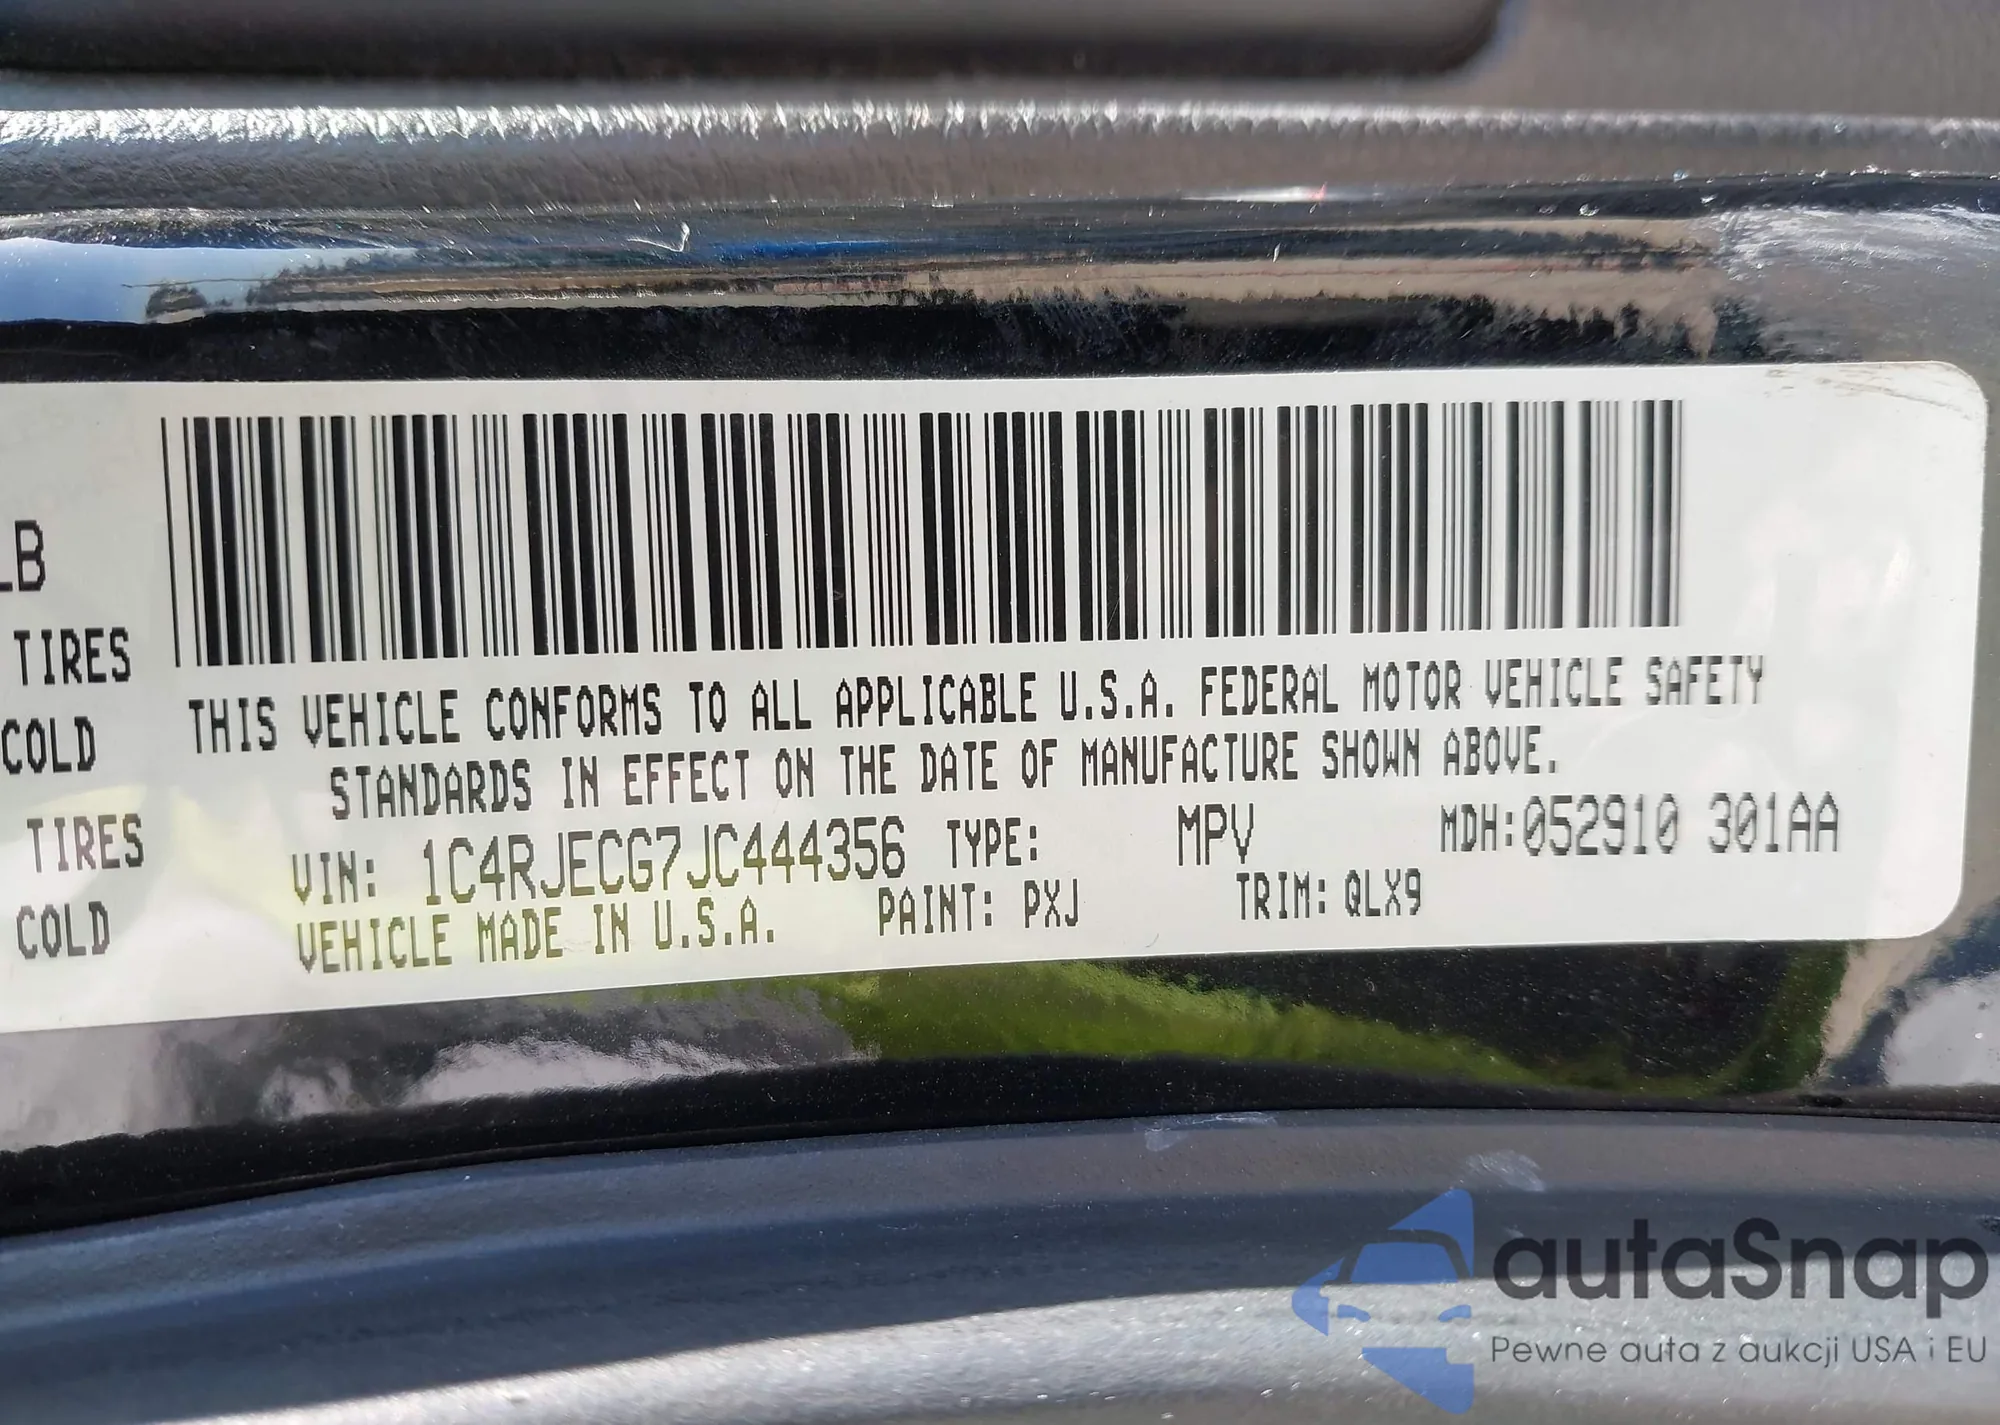 LB
TIRES
COLD
TIRES
COLD
THIS VEHICLE CONFORMS TO ALL APPLICABLE U.S.A. FEDERAL MOTOR VEHICLE SAFETY
STANDARDS IN EFFECT ON THE DATE OF MANUFACTURE SHOWN ABOVE.
VIN: 1C4RJECG7JC444356 TYPE: MPV MDH:052910 301AA
VEHICLE MADE IN U.S.A. PAINT: PXJ TRIM: QLX9
autaSnap
Pewne auta z aukcji USA i EU